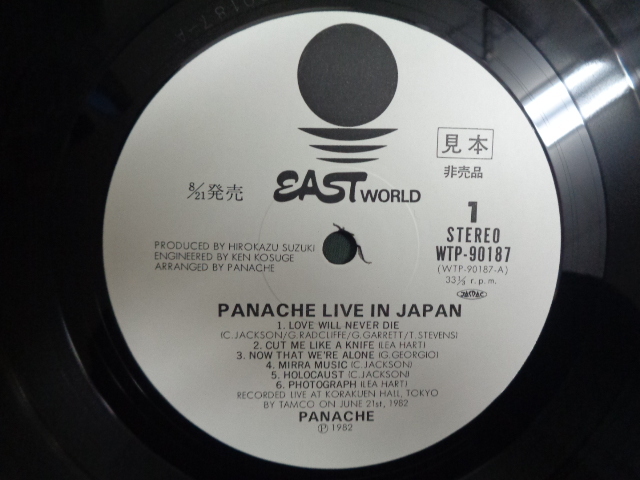 見本
非売品
8/21発売
EAST WORLD
1
STEREO
WTP-90187
(WTP-90187-A)
33⅓ r.p.m.
JASRAC
PRODUCED BY HIROKAZU SUZUKI
ENGINEERED BY KEN KOSUGE
ARRANGED BY PANACHE
PANACHE LIVE IN JAPAN
1. LOVE WILL NEVER DIE
(C. JACKSON/G. RADCLIFFE/G. GARRETT/T. STEVENS)
2. CUT ME LIKE A KNIFE (LEA HART)
3. NOW THAT WE'RE ALONE (G. GEORGIO)
4. MIRRA MUSIC (C. JACKSON)
5. HOLOCAUST (C. JACKSON)
6. PHOTOGRAPH (LEA HART)
RECORDED LIVE AT KORAKUEN HALL, TOKYO
BY TAMCO ON JUNE 21st, 1982
PANACHE
℗ 1982